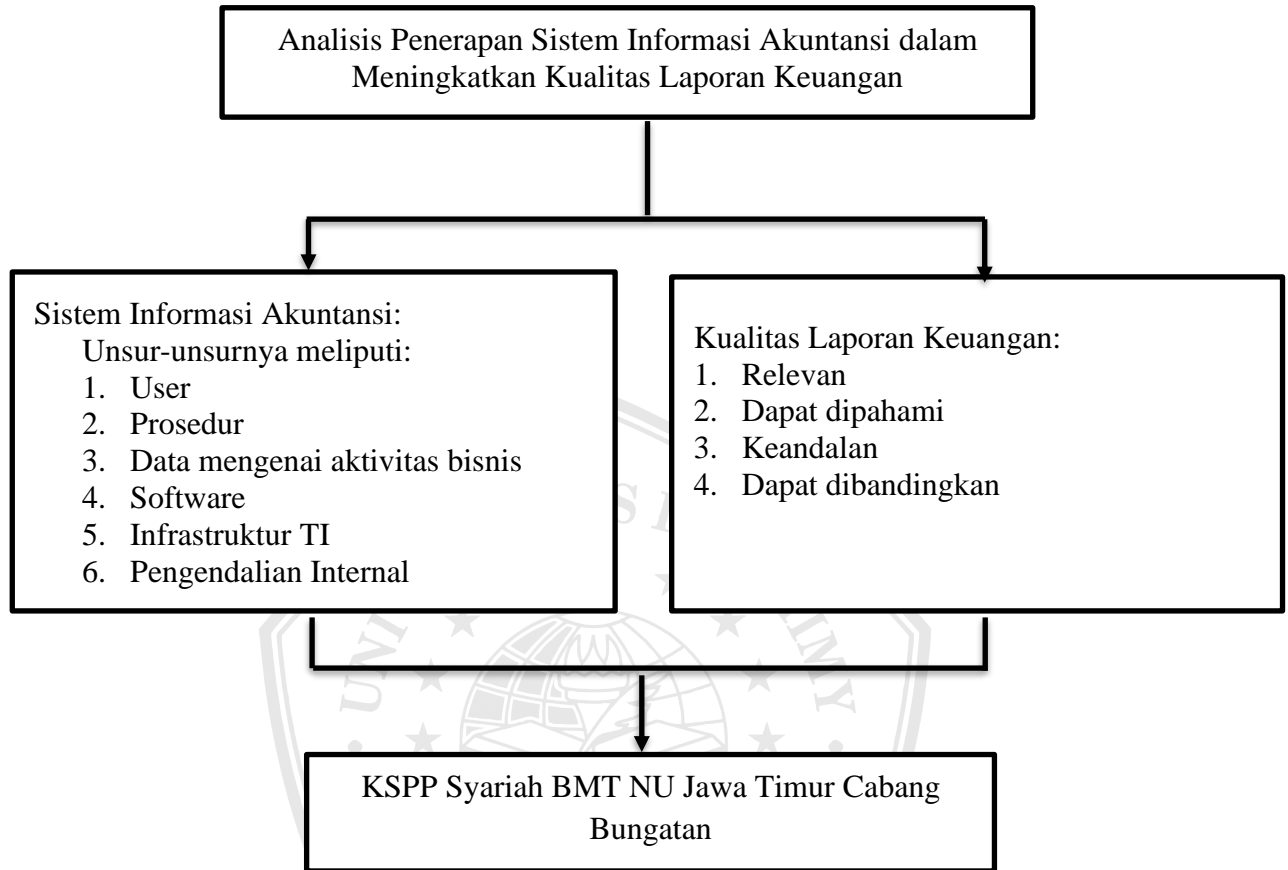 Analisis Penerapan Sistem Informasi Akuntansi dalam
Meningkatkan Kualitas Laporan Keuangan
Sistem Informasi Akuntansi:
Unsur-unsurnya meliputi:
1. User
2. Prosedur
3. Data mengenai aktivitas bisnis
4. Software
5. Infrastruktur TI
6. Pengendalian Internal
Kualitas Laporan Keuangan:
1. Relevan
2. Dapat dipahami
3. Keandalan
4. Dapat dibandingkan
KSPP Syariah BMT NU Jawa Timur Cabang
Bungatan